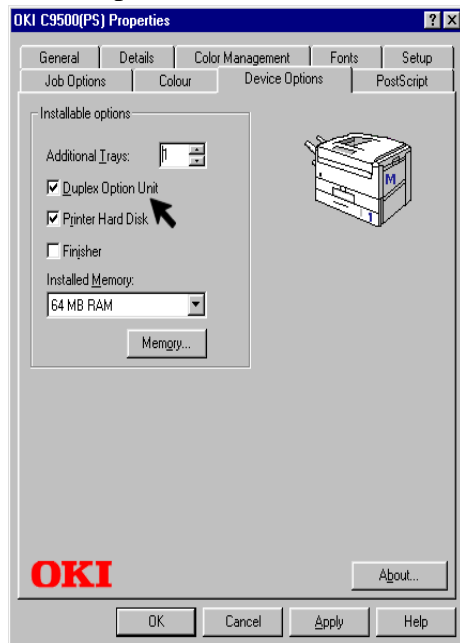 OKI C9500(PS) Properties
General Details Color Management Fonts Setup
Job Options Colour Device Options PostScript
Installable options
Additional Trays: 1
Duplex Option Unit
Printer Hard Disk
Finisher
Installed Memory:
64 MB RAM
Memory...
M
1
OKI
About...
OK Cancel Apply Help